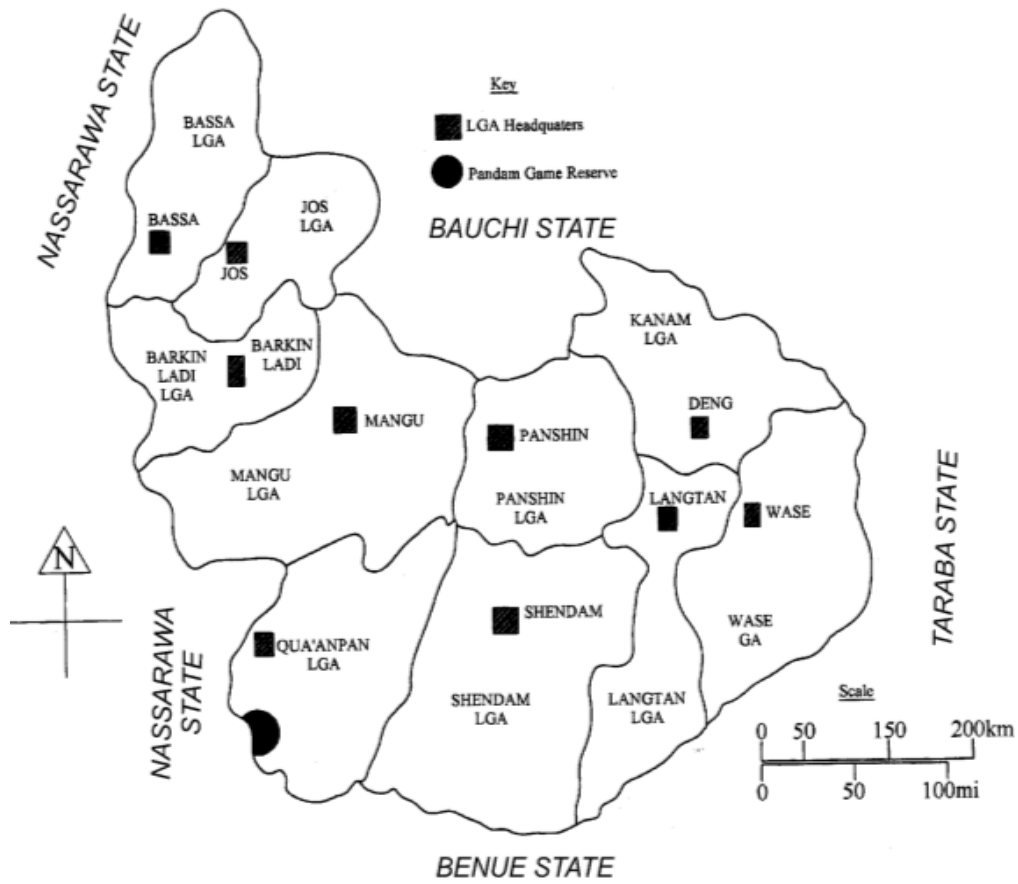 NASSARAWA STATE
Key
LGA Headquaters
Pandam Game Reserve
BASSA
LGA
JOS
LGA
BASSA
JOS
BAUCHI STATE
KANAM
LGA
BARKIN
LADI
LGA
BARKIN
LADI
MANGU
PANSHIN
DENG
MANGU
LGA
PANSHIN
LGA
LANGTAN
WASE
TARABA STATE
N
NASSARAWA
STATE
QUA'ANPAN
LGA
SHENDAM
WASE
GA
SHENDAM
LGA
LANGTAN
LGA
Scale
0 50 150 200km
0 50 100mi
BENUE STATE